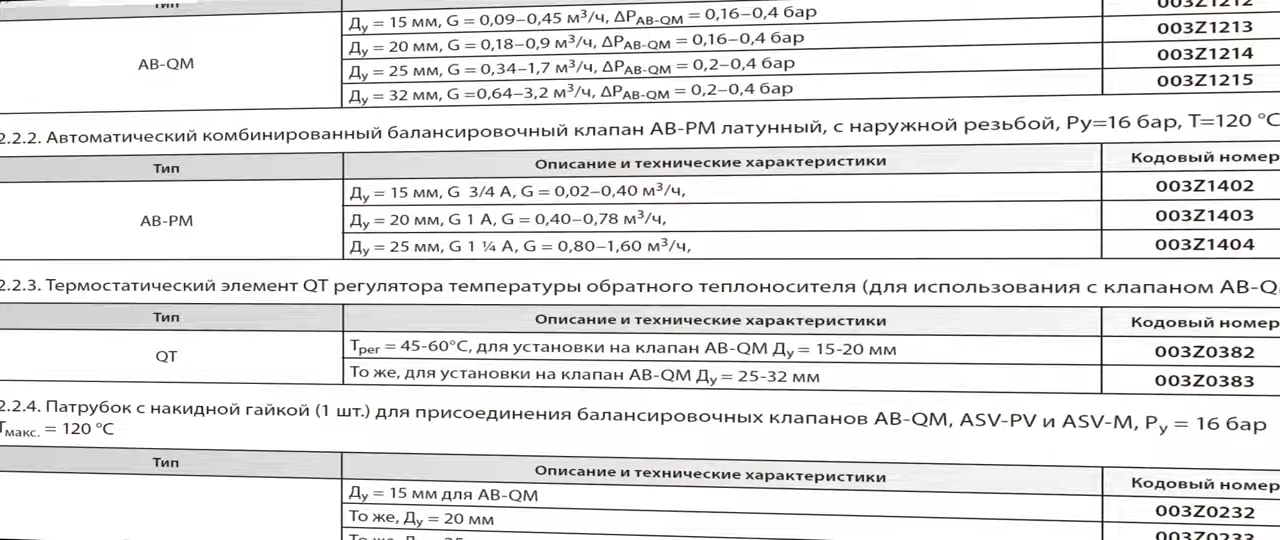 Тип
003Z1212
Ду = 15 мм, G = 0,09–0,45 м³/ч, ΔPAB-QM = 0,16–0,4 бар
003Z1213
AB-QM
Ду = 20 мм, G = 0,18–0,9 м³/ч, ΔPAB-QM = 0,16–0,4 бар
003Z1214
Ду = 25 мм, G = 0,34–1,7 м³/ч, ΔPAB-QM = 0,2–0,4 бар
003Z1215
Ду = 32 мм, G =0,64–3,2 м³/ч, ΔPAB-QM = 0,2–0,4 бар
2.2.2. Автоматический комбинированный балансировочный клапан AB-PM латунный, с наружной резьбой, Ру=16 бар, Т=120 °C
Тип Описание и технические характеристики Кодовый номер
Ду = 15 мм, G 3/4 A, G = 0,02–0,40 м³/ч, 003Z1402
AB-PM Ду = 20 мм, G 1 A, G = 0,40–0,78 м³/ч, 003Z1403
Ду = 25 мм, G 1 ¼ A, G = 0,80–1,60 м³/ч, 003Z1404
2.2.3. Термостатический элемент QT регулятора температуры обратного теплоносителя (для использования с клапаном AB-Q
Тип Описание и технические характеристики Кодовый номер
QT Трег = 45-60°C, для установки на клапан AB-QM Ду = 15-20 мм 003Z0382
То же, для установки на клапан AB-QM Ду = 25-32 мм 003Z0383
2.2.4. Патрубок с накидной гайкой (1 шт.) для присоединения балансировочных клапанов AB-QM, ASV-PV и ASV-M, Ру = 16 бар
Тмакс. = 120 °C
Тип Описание и технические характеристики Кодовый номер
Ду = 15 мм для AB-QM 003Z0232
То же, Ду = 20 мм 003Z0233
То же, Д